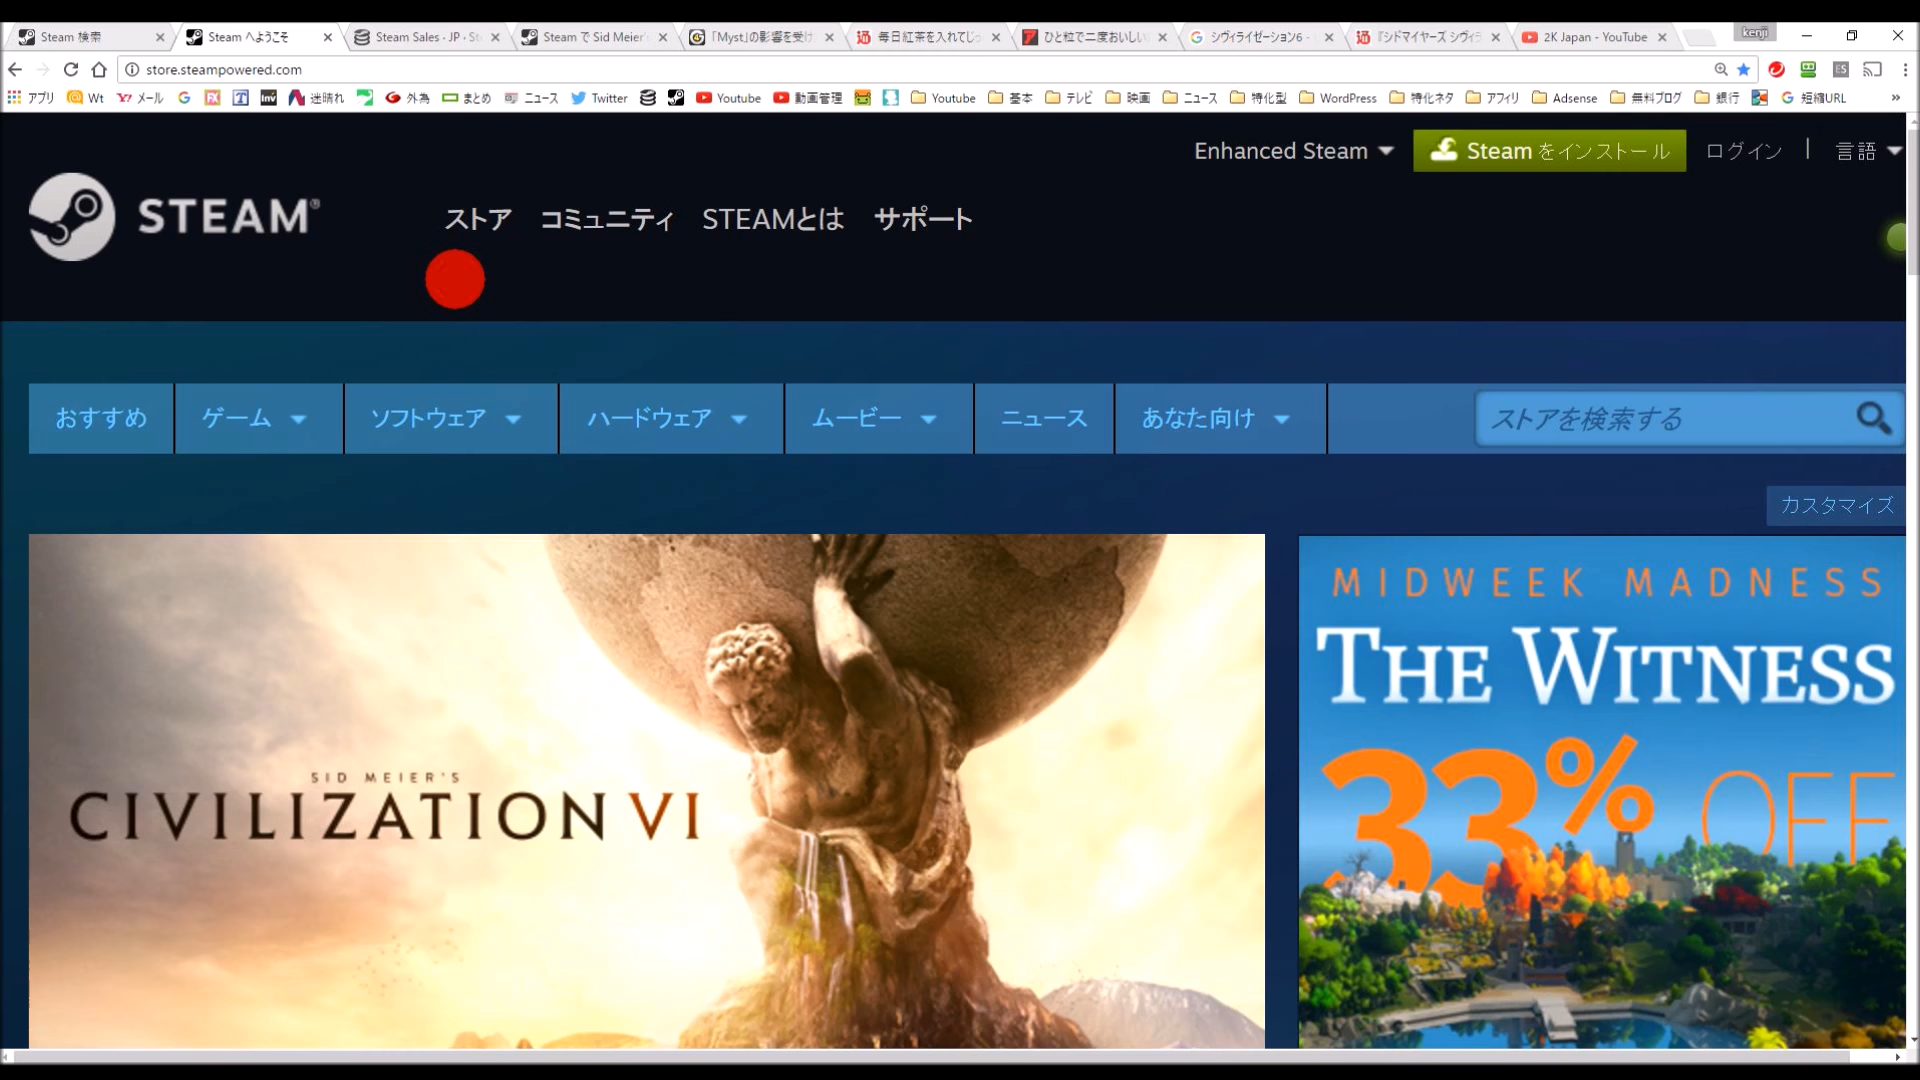 Steam 検索
Steam へようこそ
Steam Sales - JP - St
Steam で Sid Meier'
「Myst」の影響を受け
毎日紅茶を入れてじっ
ひと粒で二度おいしい
シヴィライゼーション6 -
『シドマイヤーズ シヴィラ
2K Japan - YouTube
kenji
store.steampowered.com
アプリ
Wt
メール
迷晴れ
外為
まとめ
ニュース
Twitter
Youtube
動画管理
Youtube
基本
テレビ
映画
ニュース
特化型
WordPress
特化ネタ
アフィリ
Adsense
無料ブログ
銀行
短縮URL
Enhanced Steam
Steam をインストール
ログイン
言語
STEAM®
ストア
コミュニティ
STEAMとは
サポート
おすすめ
ゲーム
ソフトウェア
ハードウェア
ムービー
ニュース
あなた向け
ストアを検索する
カスタマイズ
SID MEIER'S
CIVILIZATION VI
MIDWEEK MADNESS
THE WITNESS
33% OFF